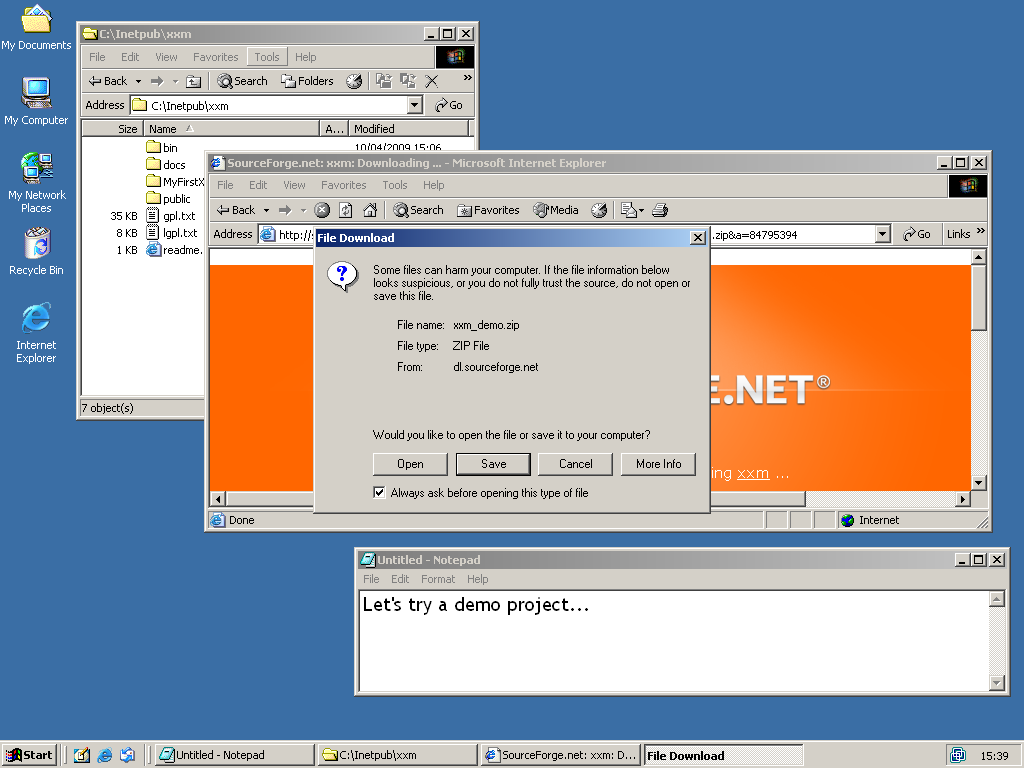 My Documents
My Computer
My Network
Places
Recycle Bin
Internet
Explorer
C:\Inetpub\xxm
File Edit View Favorites Tools Help
Back Search Folders »
Address C:\Inetpub\xxm Go
Size Name A... Modified
bin 10/04/2009 15:06
docs
MyFirstX
public
35 KB gpl.txt
8 KB lgpl.txt
1 KB readme.
7 object(s)
SourceForge.net: xxm: Downloading ... - Microsoft Internet Explorer
File Edit View Favorites Tools Help
Back Search Favorites Media
Address http:// .zip&a=84795394 Go Links »
E.NET®
ing xxm ...
Done Internet
File Download
Some files can harm your computer. If the file information below
looks suspicious, or you do not fully trust the source, do not open or
save this file.
File name: xxm_demo.zip
File type: ZIP File
From: dl.sourceforge.net
Would you like to open the file or save it to your computer?
Open Save Cancel More Info
Always ask before opening this type of file
Untitled - Notepad
File Edit Format Help
Let's try a demo project...
Start Untitled - Notepad C:\Inetpub\xxm SourceForge.net: xxm: D... File Download 15:39